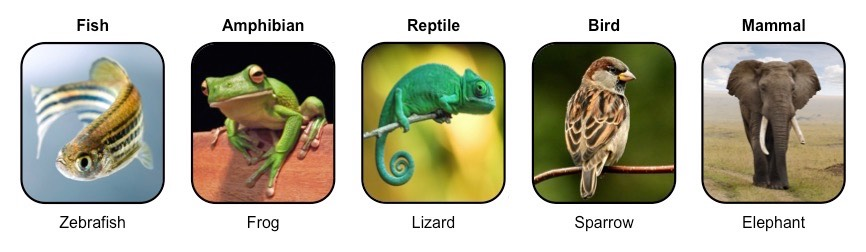 Fish Amphibian Reptile Bird Mammal
Zebrafish Frog Lizard Sparrow Elephant